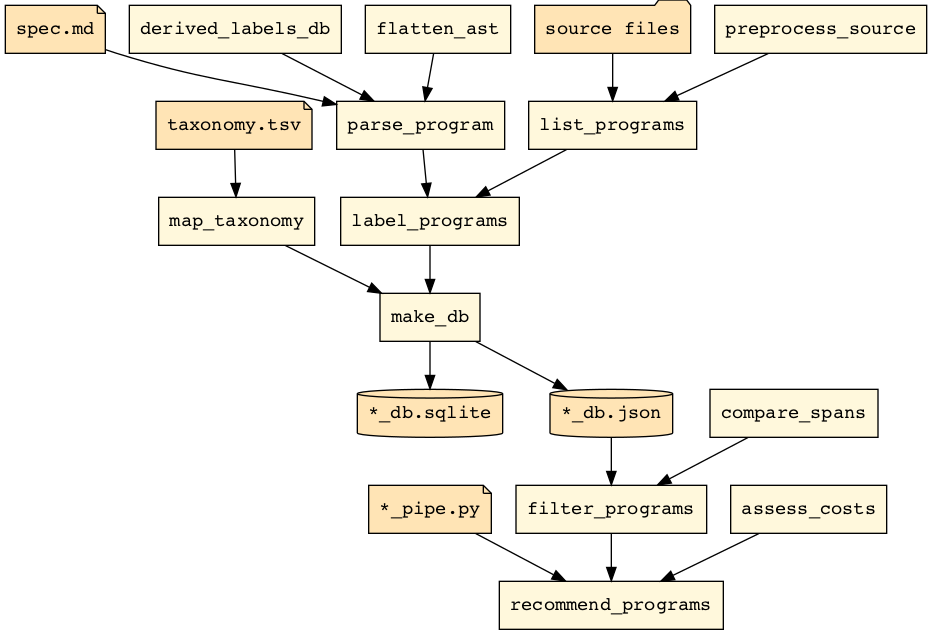 spec.md
derived_labels_db
flatten_ast
source files
preprocess_source
taxonomy.tsv
parse_program
list_programs
map_taxonomy
label_programs
make_db
*_db.sqlite
*_db.json
compare_spans
*_pipe.py
filter_programs
assess_costs
recommend_programs